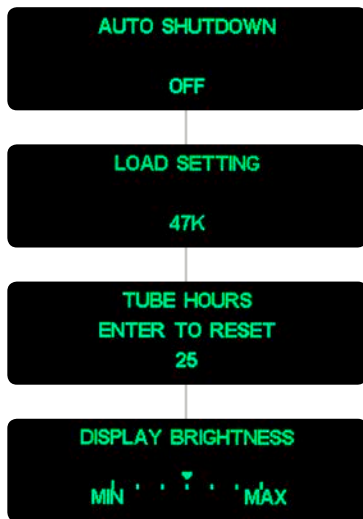 AUTO SHUTDOWN
OFF
LOAD SETTING
47K
TUBE HOURS
ENTER TO RESET
25
DISPLAY BRIGHTNESS
MIN MAX